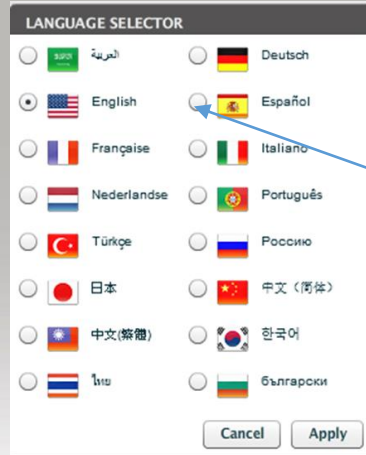 LANGUAGE SELECTOR
العربية Deutsch
English Español
Française Italiano
Nederlandse Português
Türkçe Россию
日本 中文（简体）
中文(繁體) 한국어
ไทย български
Cancel Apply